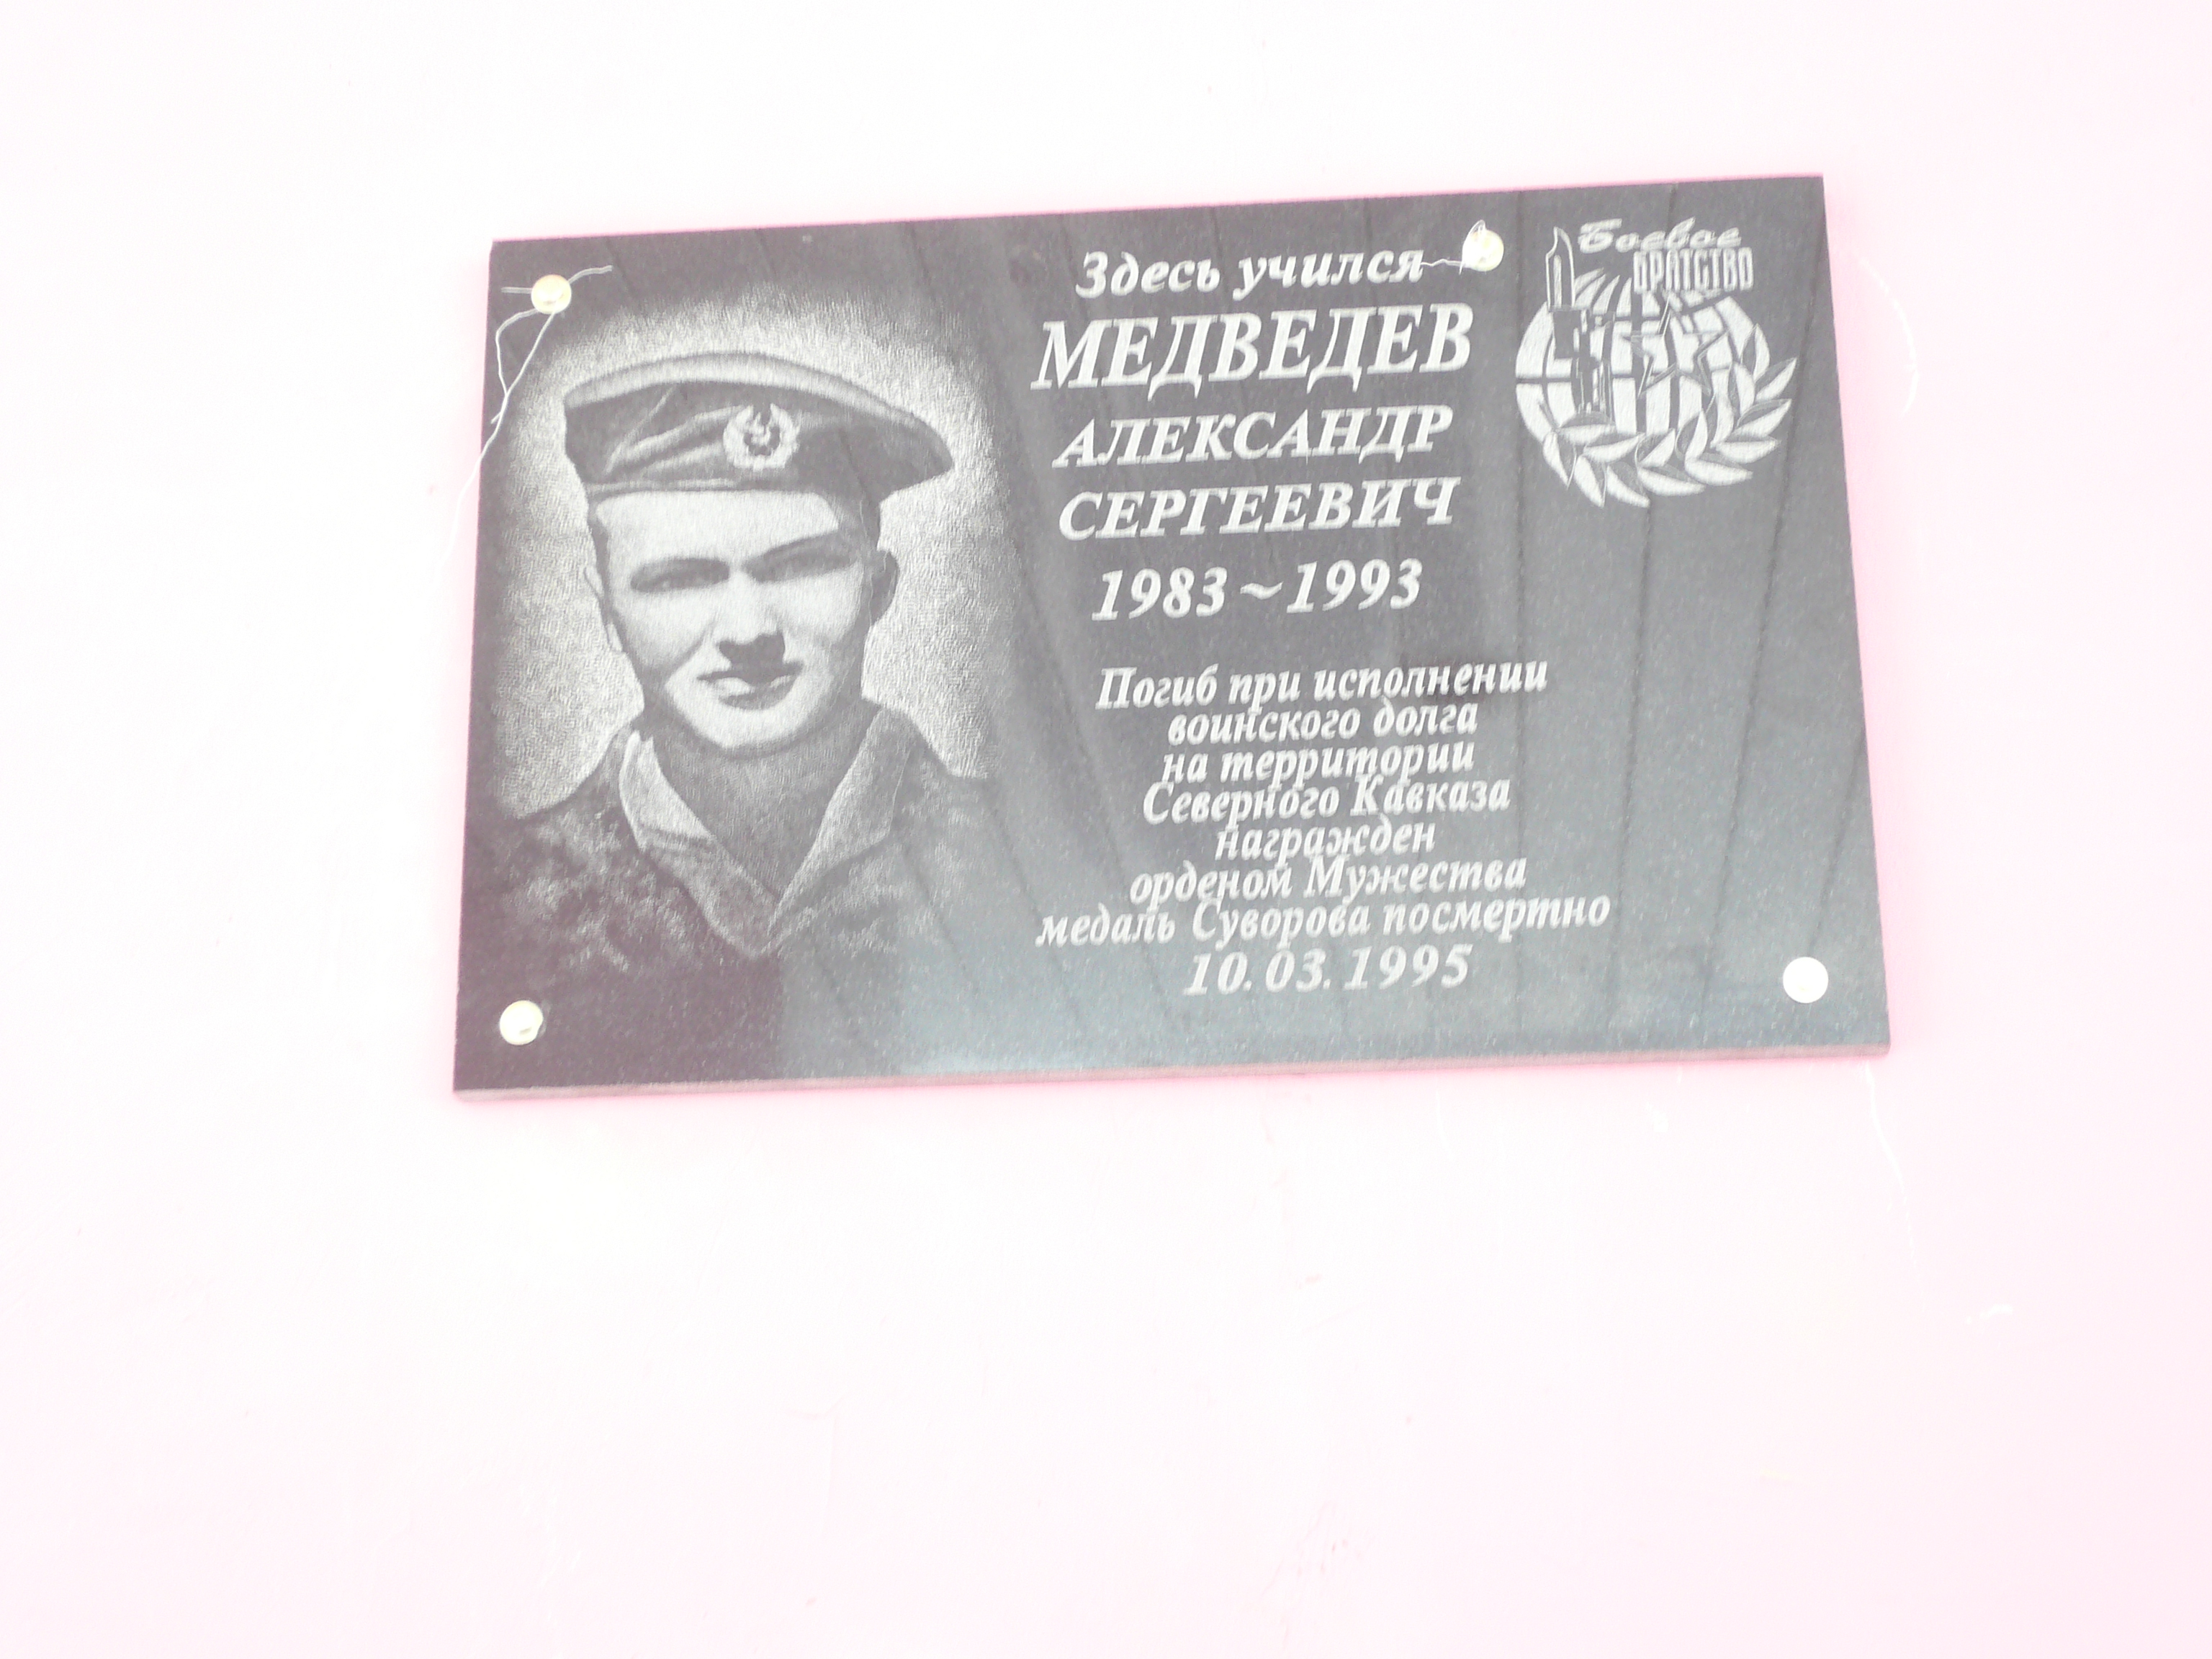 Здесь учился
МЕДВЕДЕВ
АЛЕКСАНДР
СЕРГЕЕВИЧ
1983~1993
Погиб при исполнении
воинского долга
на территории
Северного Кавказа
награжден
орденом Мужества
медаль Суворова посмертно
10.03.1995
Боевое
БРАТСТВО